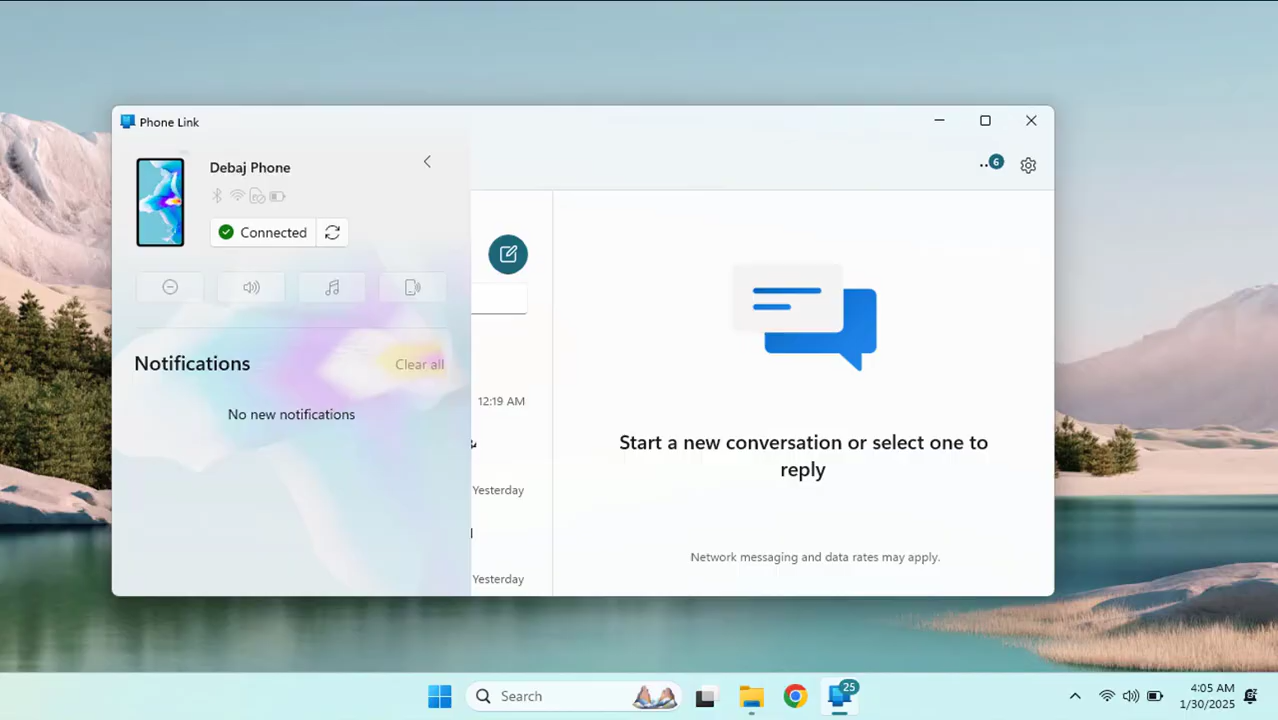 Phone Link
Debaj Phone
6
Connected
Notifications
Clear all
No new notifications
12:19 AM
Yesterday
Yesterday
Start a new conversation or select one to
reply
Network messaging and data rates may apply.
Search
25
4:05 AM
1/30/2025